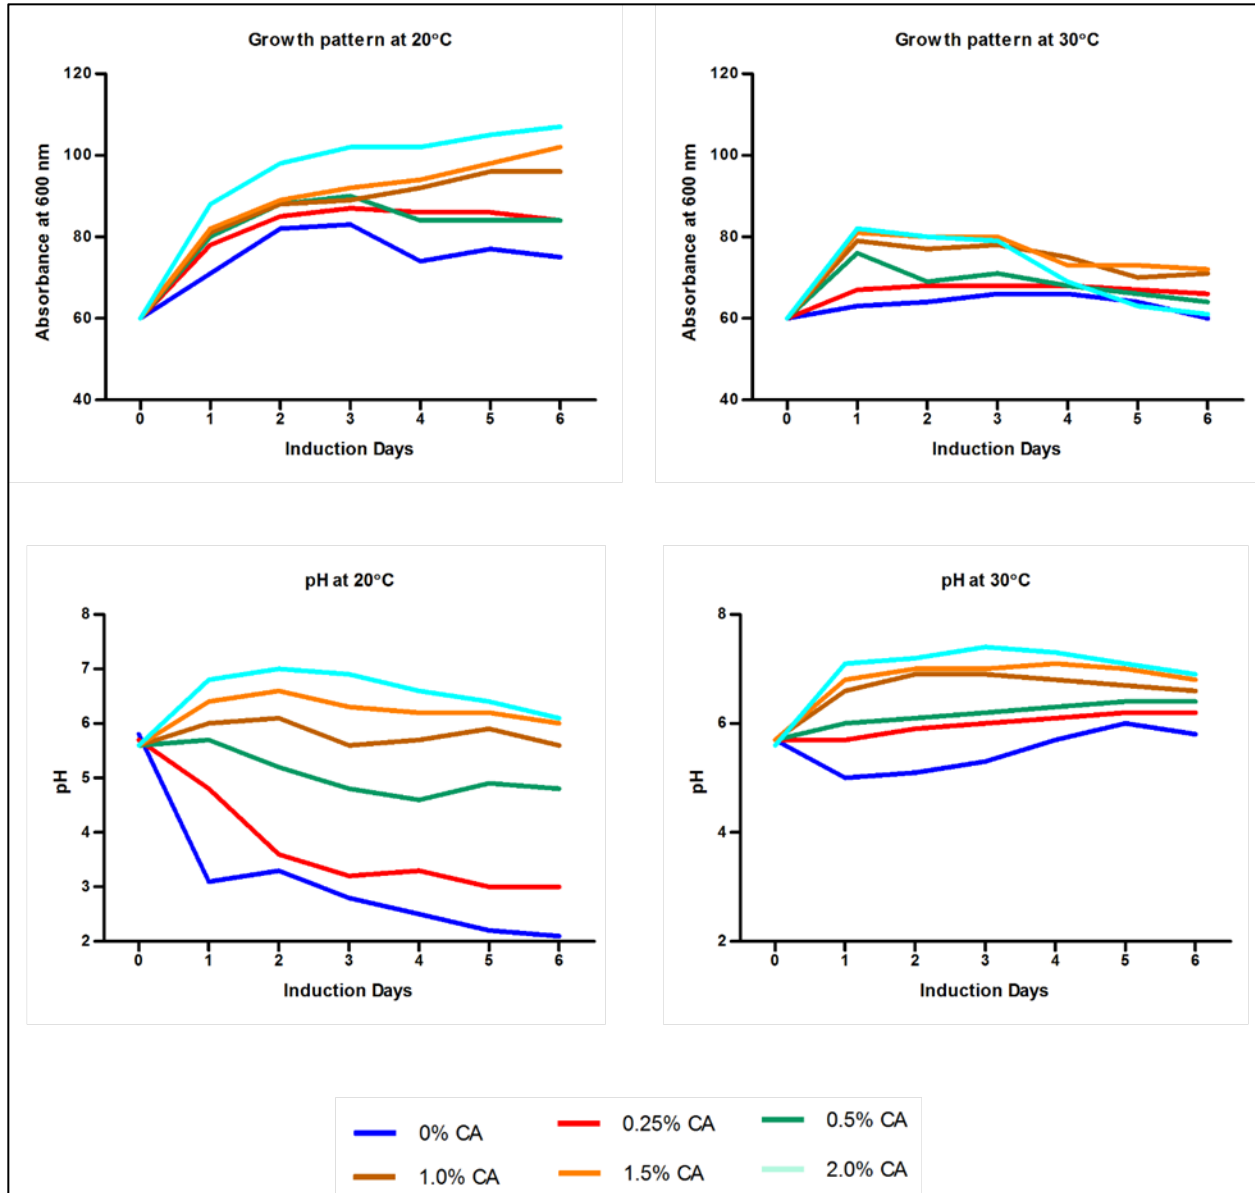 Growth pattern at 20°C
Absorbance at 600 nm
120
100
80
60
40
0 1 2 3 4 5 6
Induction Days
Growth pattern at 30°C
Absorbance at 600 nm
120
100
80
60
40
0 1 2 3 4 5 6
Induction Days
pH at 20°C
pH
8
7
6
5
4
3
2
0 1 2 3 4 5 6
Induction Days
pH at 30°C
pH
8
6
4
2
0 1 2 3 4 5 6
Induction Days
0% CA 0.25% CA 0.5% CA
1.0% CA 1.5% CA 2.0% CA